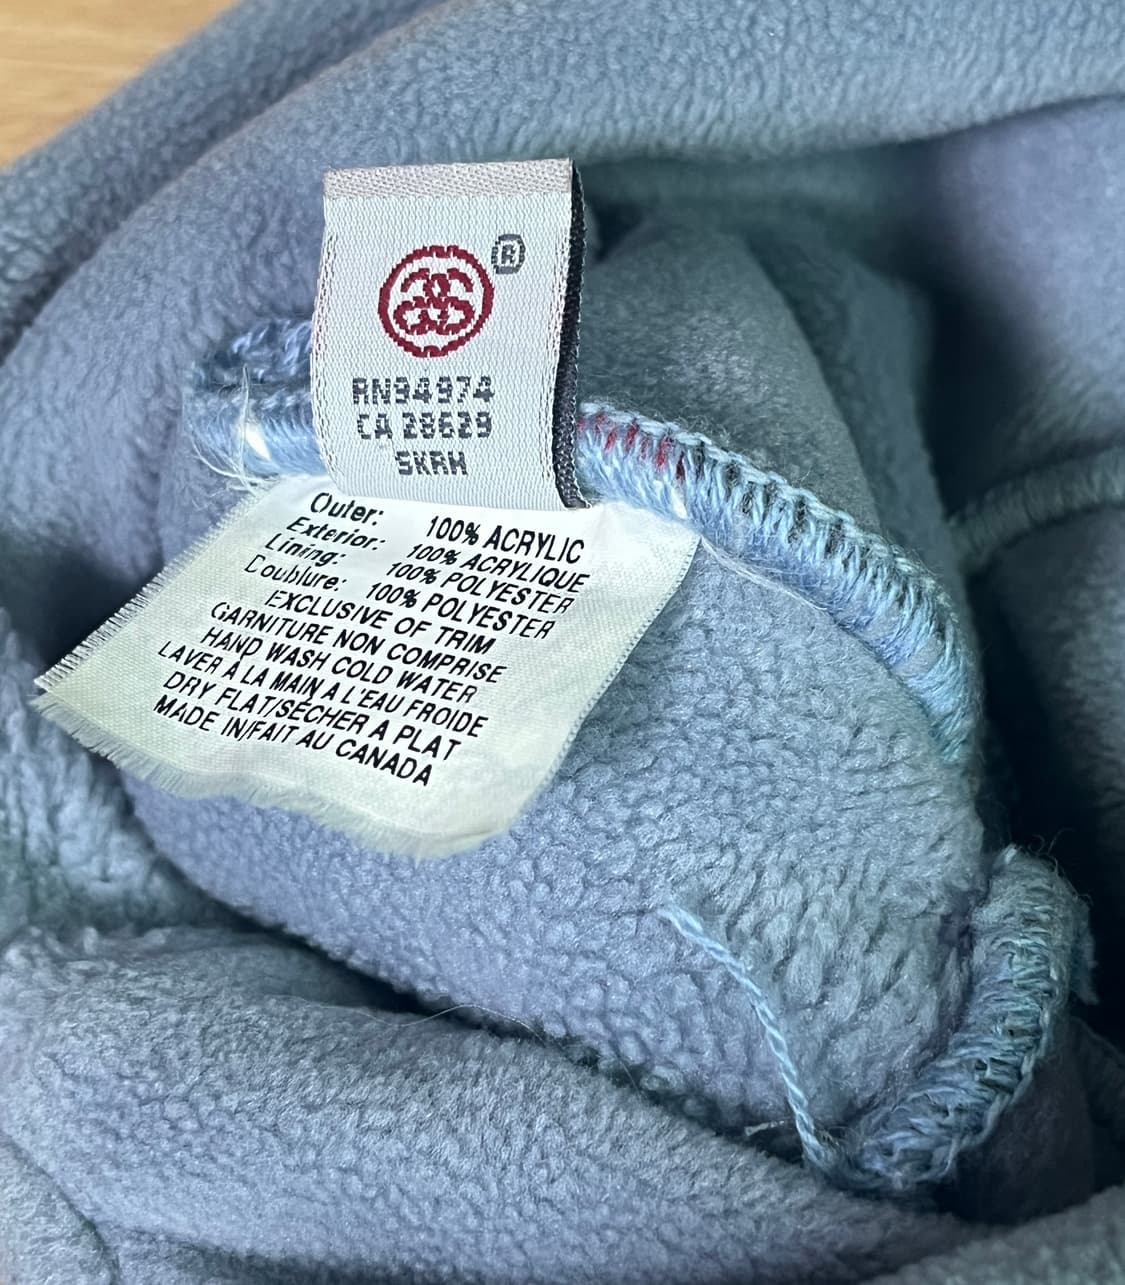 ®
RN94974
CA 28629
SKRH
Outer: 100% ACRYLIC
Exterior: 100% ACRYLIQUE
Lining: 100% POLYESTER
Doublure: 100% POLYESTER
EXCLUSIVE OF TRIM
GARNITURE NON COMPRISE
HAND WASH COLD WATER
LAVER À LA MAIN A L'EAU FROIDE
DRY FLAT/SÉCHER A PLAT
MADE IN/FAIT AU CANADA